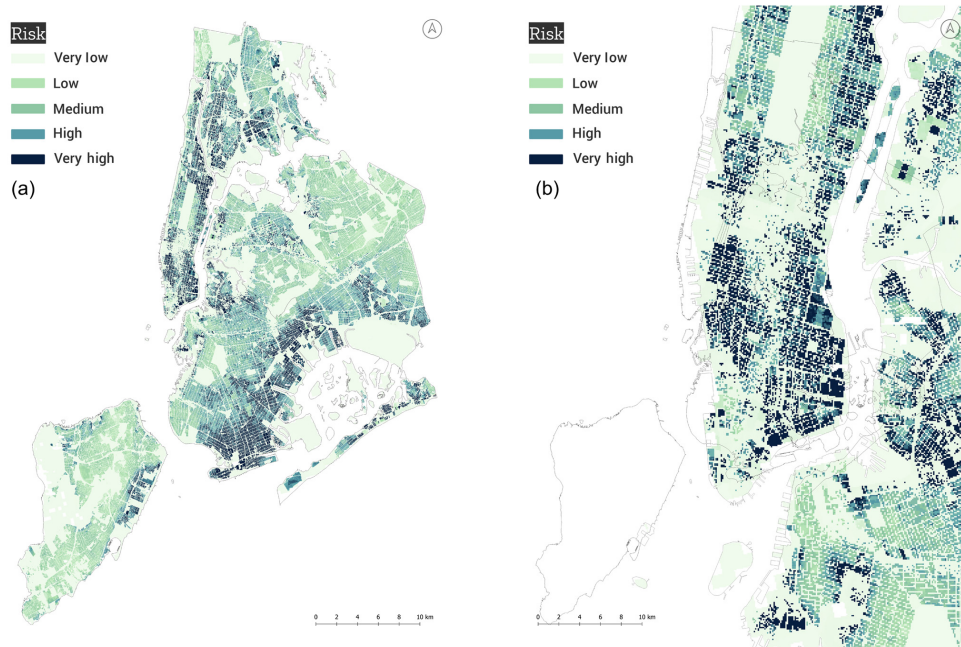 Risk
Very low
Low
Medium
High
Very high
(a)
A
0 2 4 6 8 10 km
Risk
Very low
Low
Medium
High
Very high
(b)
A
0 2 4 6 8 10 km